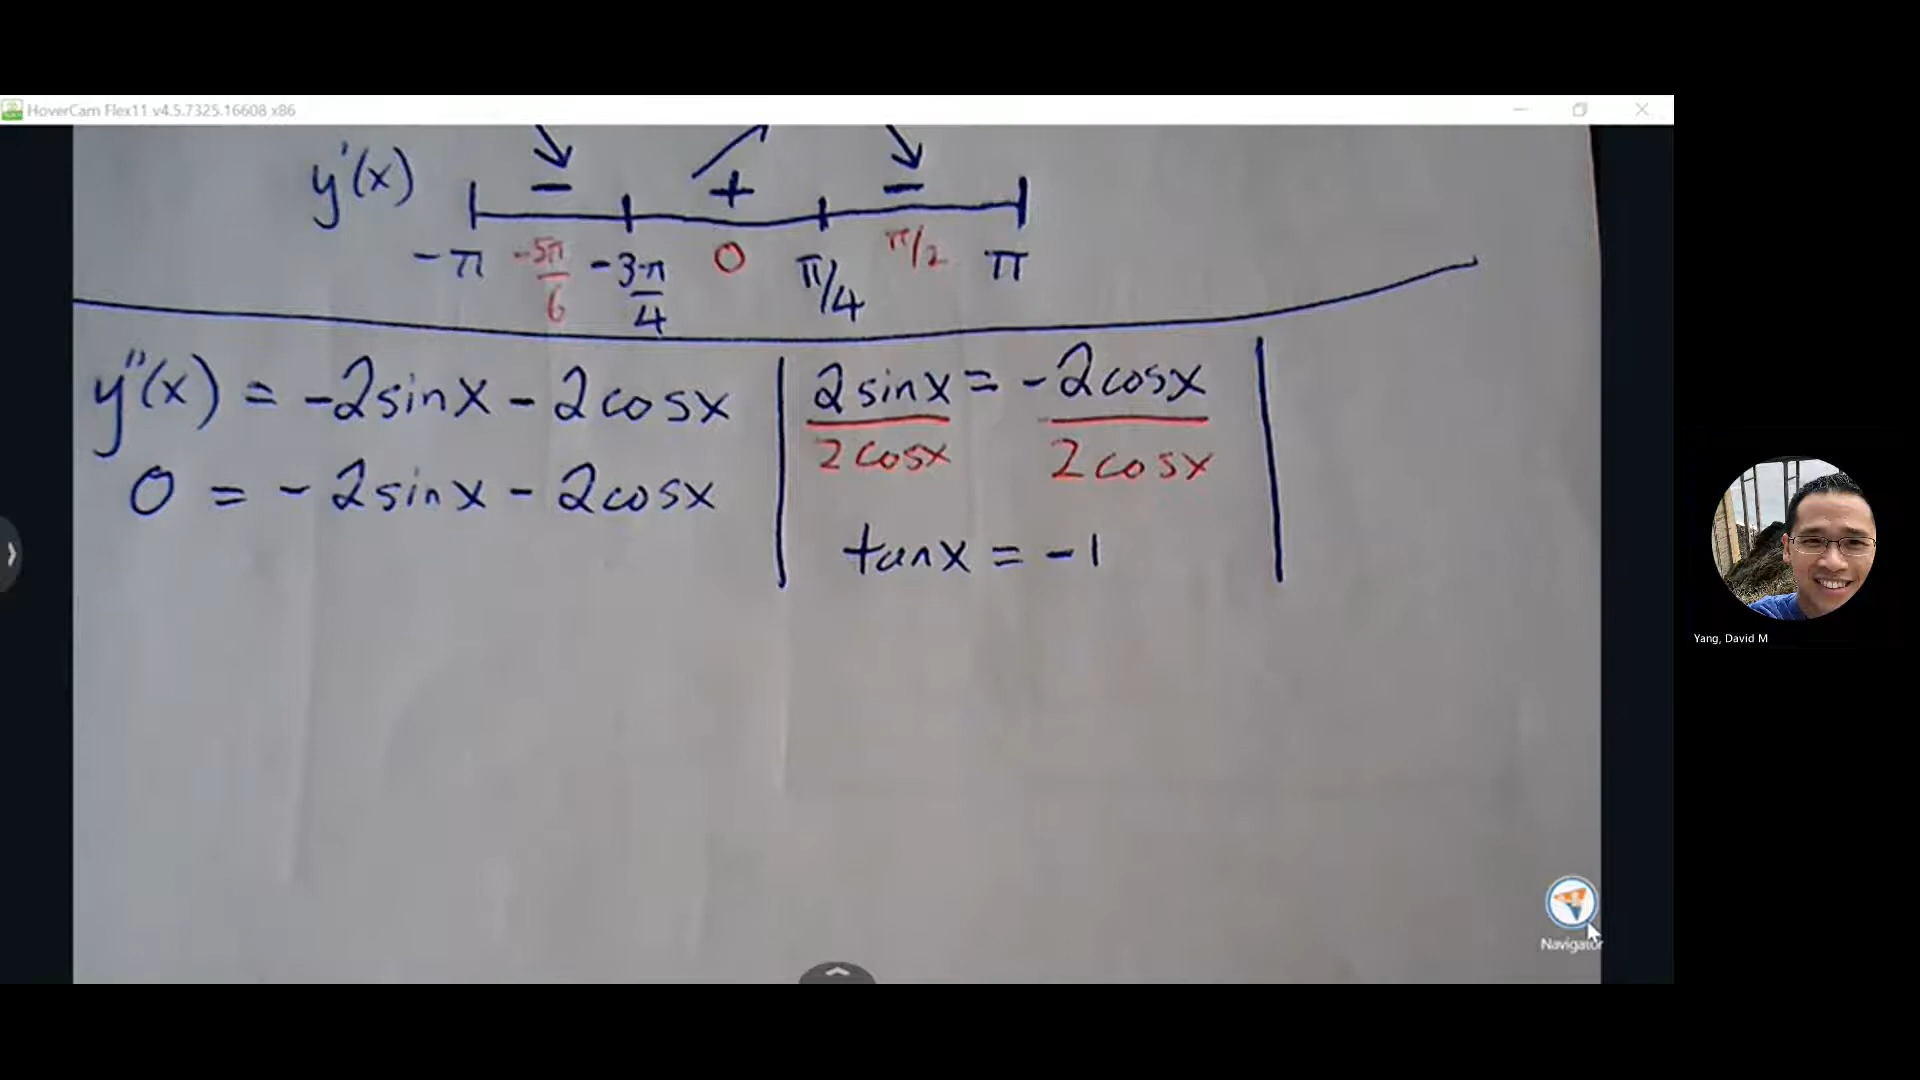 HoverCam Flex11 v4.5.7325.16608 x86
y'(x) − + −
-π -5π/6 -3π/4 0 π/4 π/2 π
y''(x) = -2sinx - 2cosx
0 = -2sinx - 2cosx
2sinx/2cosx = -2cosx/2cosx
tanx = -1
Yang, David M
Navigator